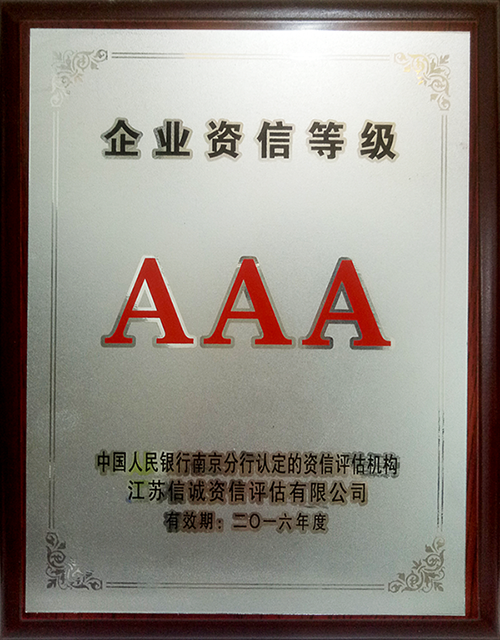 企业资信等级
AAA
中国人民银行南京分行认定的资信评估机构
江苏信诚资信评估有限公司
有效期：二〇一六年度